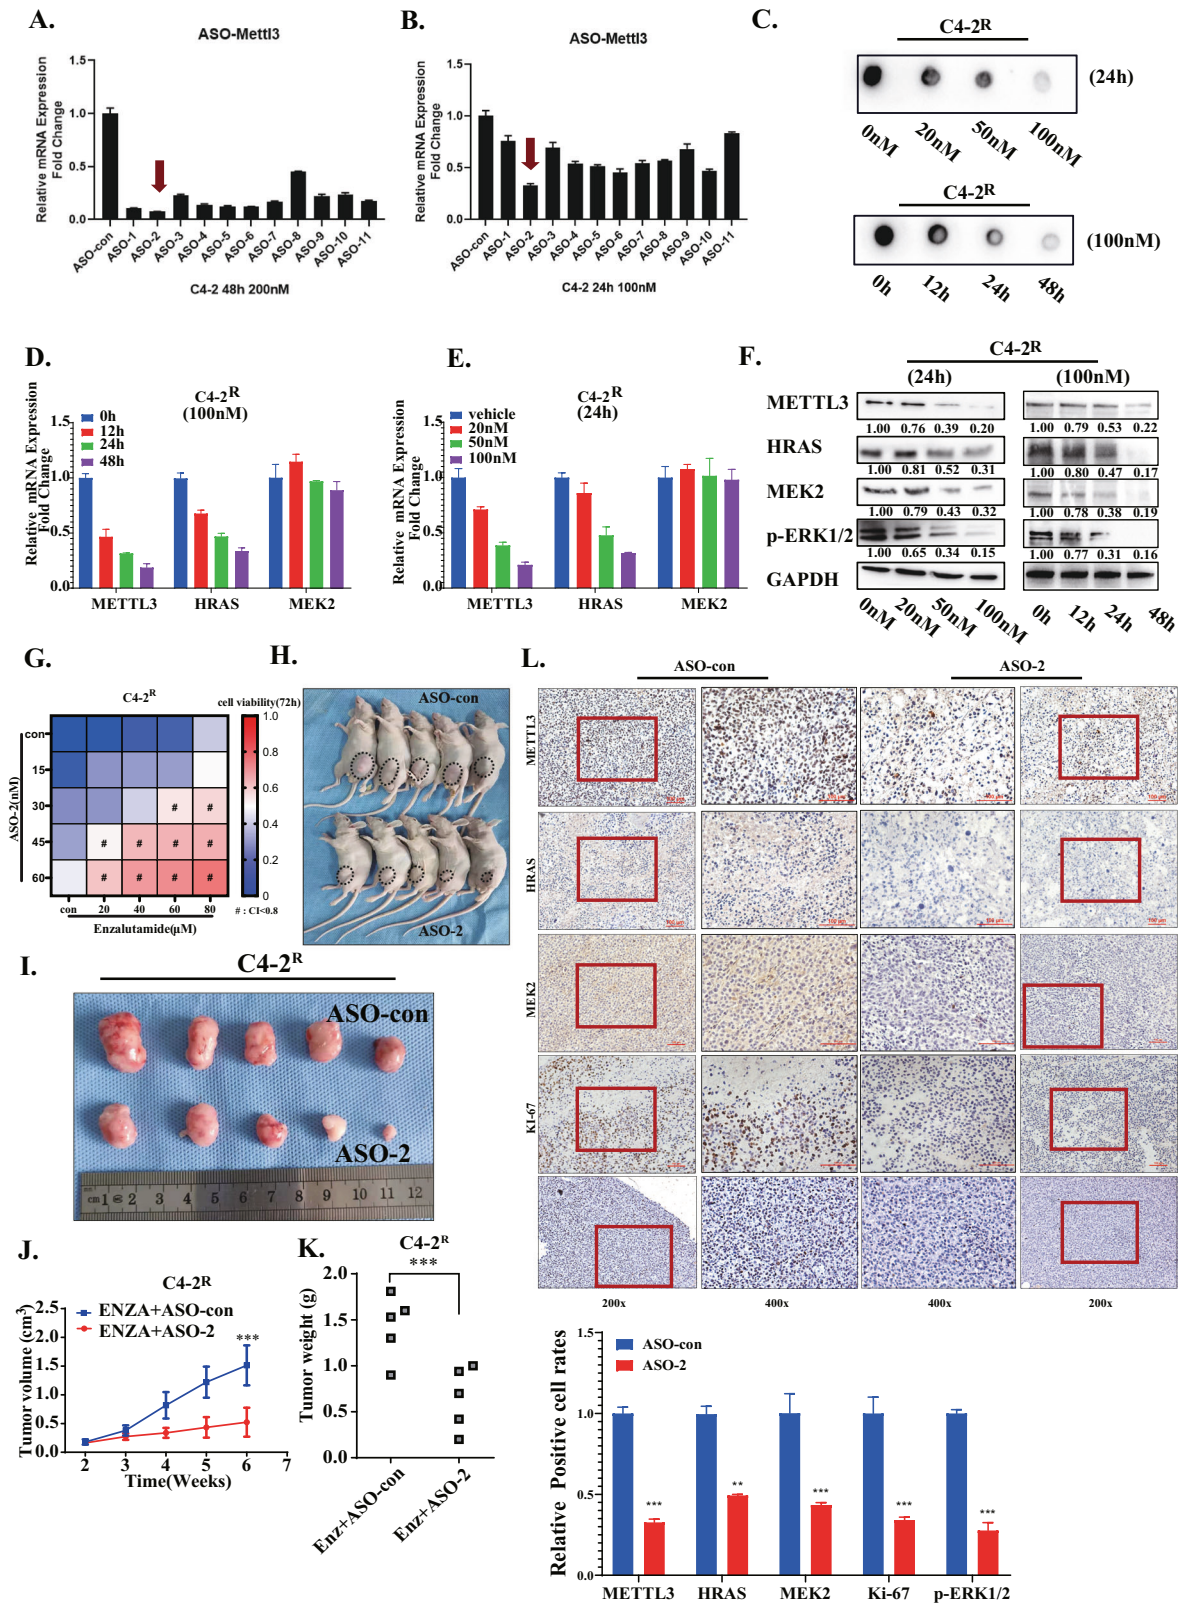 A.
ASO-Mettl3
Relative mRNA Expression
Fold Change
1.5
1.0
0.5
0.0
ASO-con
ASO-1
ASO-2
ASO-3
ASO-4
ASO-5
ASO-6
ASO-7
ASO-8
ASO-9
ASO-10
ASO-11
C4-2 48h 200nM
B.
ASO-Mettl3
Relative mRNA Expression
Fold Change
1.5
1.0
0.5
0.0
ASO-con
ASO-1
ASO-2
ASO-3
ASO-4
ASO-5
ASO-6
ASO-7
ASO-8
ASO-9
ASO-10
ASO-11
C4-2 24h 100nM
C.
C4-2R
(24h)
0nM 20nM 50nM 100nM
C4-2R
(100nM)
0h 12h 24h 48h
D.
C4-2R
(100nM)
Relative mRNA Expression
Fold Change
1.5
1.0
0.5
0.0
0h
12h
24h
48h
METTL3 HRAS MEK2
E.
C4-2R
(24h)
Relative mRNA Expression
Fold Change
1.5
1.0
0.5
0.0
vehicle
20nM
50nM
100nM
METTL3 HRAS MEK2
F.
C4-2R
(24h) (100nM)
METTL3
1.00 0.76 0.39 0.20 1.00 0.79 0.53 0.22
HRAS
1.00 0.81 0.52 0.31 1.00 0.80 0.47 0.17
MEK2
1.00 0.79 0.43 0.32 1.00 0.78 0.38 0.19
p-ERK1/2
1.00 0.65 0.34 0.15 1.00 0.77 0.31 0.16
GAPDH
0nM 20nM 50nM 100nM 0h 12h 24h 48h
G.
C4-2R
cell viability(72h)
ASO-2(nM)
con
15
30 # #
45 # # # #
60 # # # #
con 20 40 60 80
Enzalutamide(μM)
1.0
0.8
0.6
0.4
0.2
0
# : CI<0.8
H.
ASO-con
ASO-2
I.
C4-2R
ASO-con
ASO-2
cm 1 2 3 4 5 6 7 8 9 10 11 12
J.
C4-2R
Tumor volume (cm3)
2.5
2.0
1.5
1.0
0.5
0.0
ENZA+ASO-con
ENZA+ASO-2
***
2 3 4 5 6 7
Time(Weeks)
K.
C4-2R
***
Tumor weight (g)
2.0
1.5
1.0
0.5
0.0
Enz+ASO-con
Enz+ASO-2
L.
ASO-con ASO-2
METTL3
HRAS
MEK2
KI-67
200x 400x 400x 200x
Relative Positive cell rates
1.5
1.0
0.5
0.0
ASO-con
ASO-2
*** ** *** *** ***
METTL3 HRAS MEK2 Ki-67 p-ERK1/2